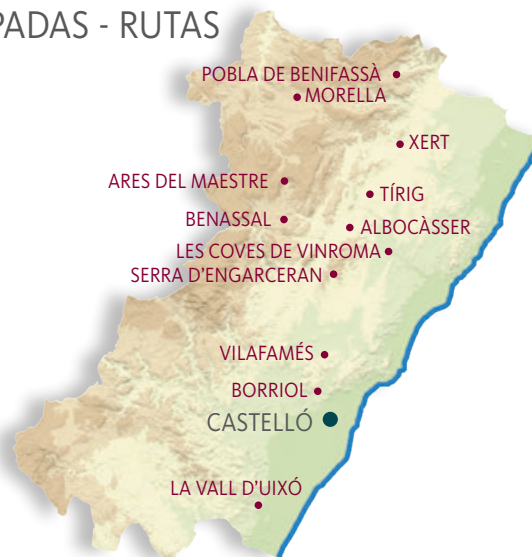 PADAS - RUTAS
POBLA DE BENIFASSÀ
MORELLA
XERT
ARES DEL MAESTRE
TÍRIG
BENASSAL
ALBOCÀSSER
LES COVES DE VINROMA
SERRA D'ENGARCERAN
VILAFAMÉS
BORRIOL
CASTELLÓ
LA VALL D'UIXÓ